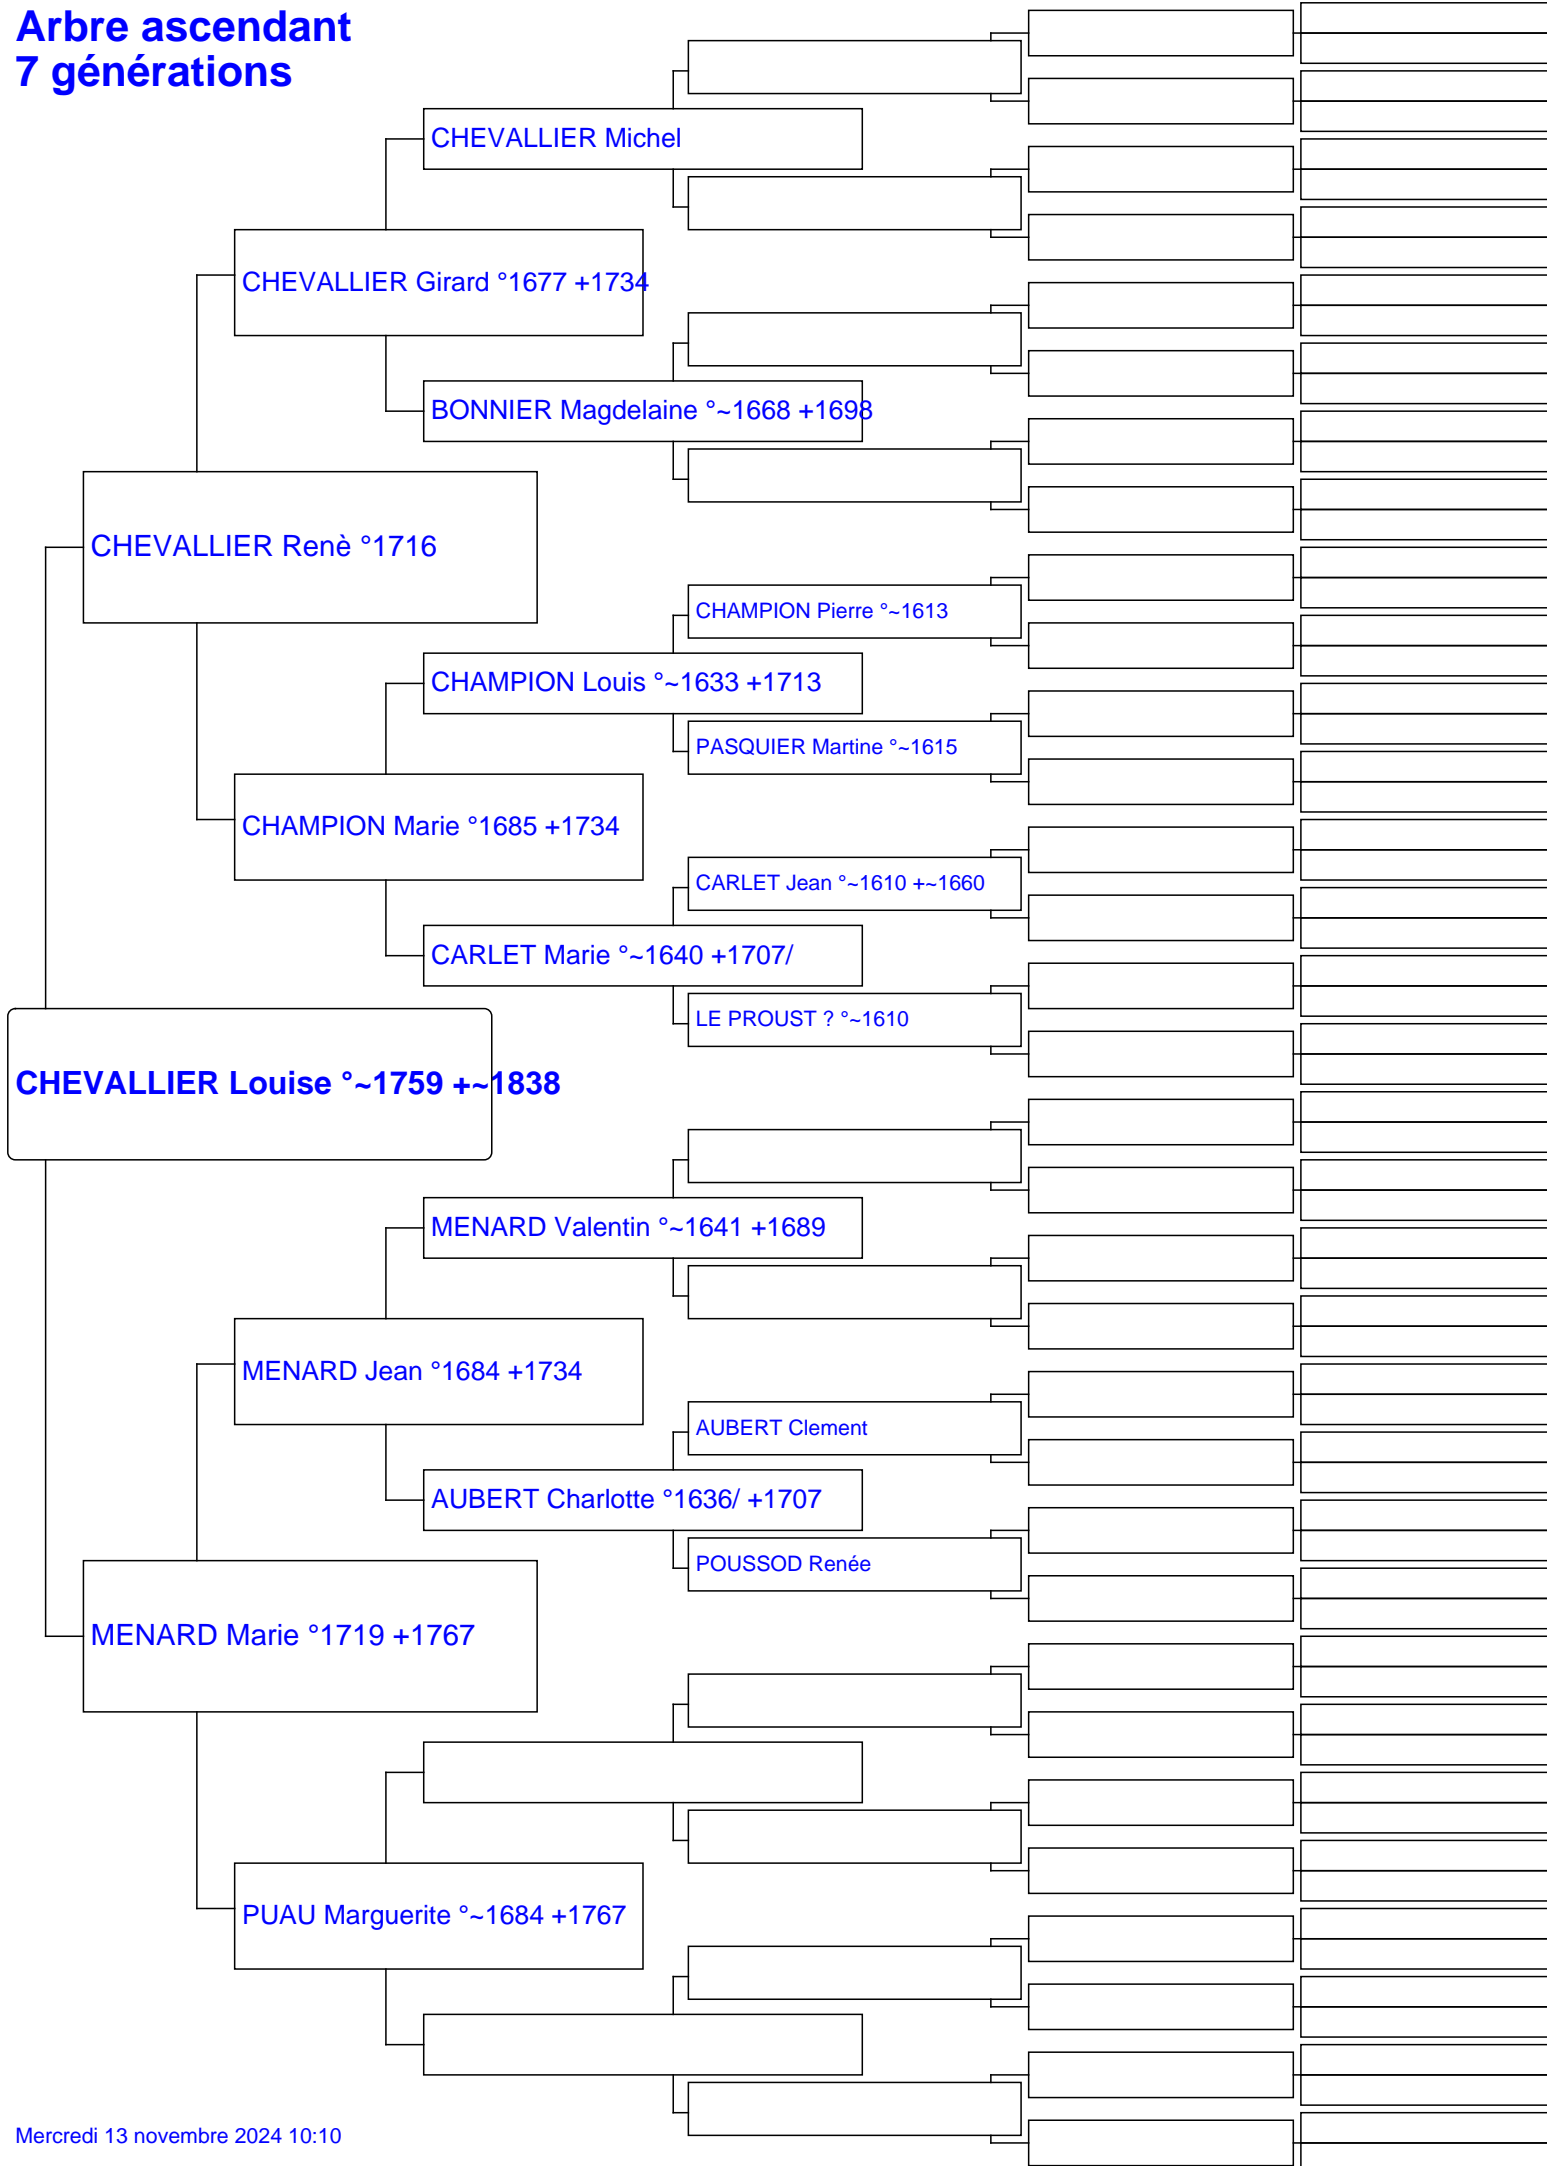 Arbre ascendant
7 générations
CHEVALLIER Michel
CHEVALLIER Girard °1677 +1734
BONNIER Magdelaine °~1668 +1698
CHEVALLIER Renè °1716
CHAMPION Pierre °~1613
CHAMPION Louis °~1633 +1713
PASQUIER Martine °~1615
CHAMPION Marie °1685 +1734
CARLET Jean °~1610 +~1660
CARLET Marie °~1640 +1707/
LE PROUST ? °~1610
CHEVALLIER Louise °~1759 +~1838
MENARD Valentin °~1641 +1689
MENARD Jean °1684 +1734
AUBERT Clement
AUBERT Charlotte °1636/ +1707
POUSSOD Renée
MENARD Marie °1719 +1767
PUAU Marguerite °~1684 +1767
Mercredi 13 novembre 2024 10:10